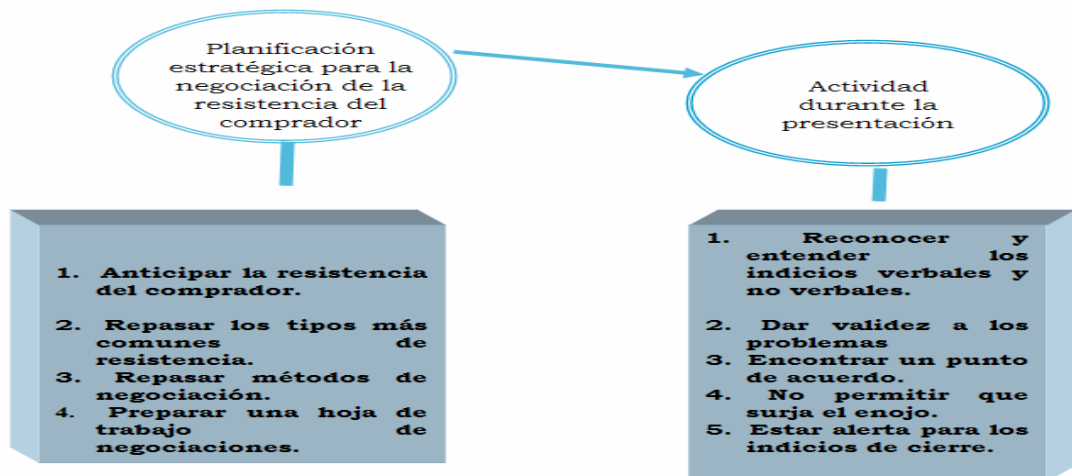 Planificación
estratégica para la
negociación de la
resistencia del
comprador
Actividad
durante la
presentación
1. Anticipar la resistencia
del comprador.
2. Repasar los tipos más
comunes de
resistencia.
3. Repasar métodos de
negociación.
4. Preparar una hoja de
trabajo de
negociaciones.
1. Reconocer y
entender los
indicios verbales y
no verbales.
2. Dar validez a los
problemas
3. Encontrar un punto
de acuerdo.
4. No permitir que
surja el enojo.
5. Estar alerta para los
indicios de cierre.